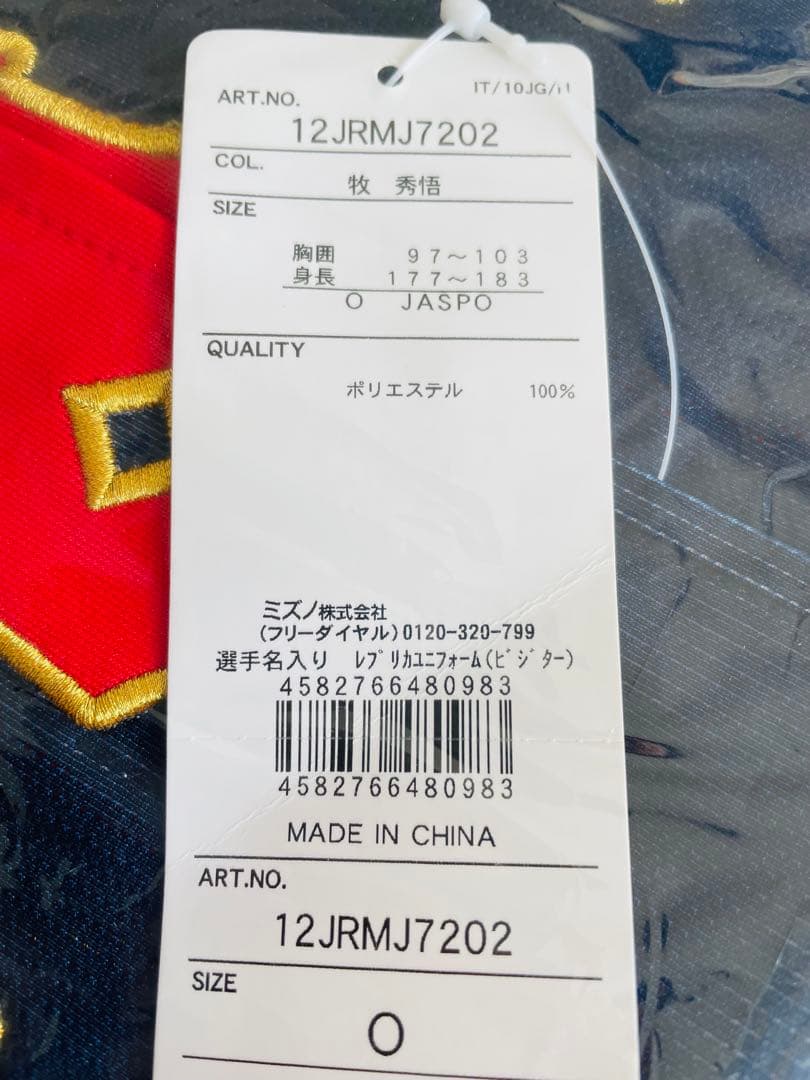 IT/10JG/
ART.NO.
12JRMJ7202
COL.
牧 秀悟
SIZE
胸囲 97～103
身長 177～183
O JASPO
QUALITY
ポリエステル 100%
ミズノ株式会社
(フリーダイヤル)0120-320-799
選手名入り ﾚﾌﾟﾘｶﾕﾆﾌｫｰﾑ(ﾋﾞｼﾞﾀｰ)
4582766480983
4582766480983
MADE IN CHINA
ART.NO.
12JRMJ7202
SIZE
O